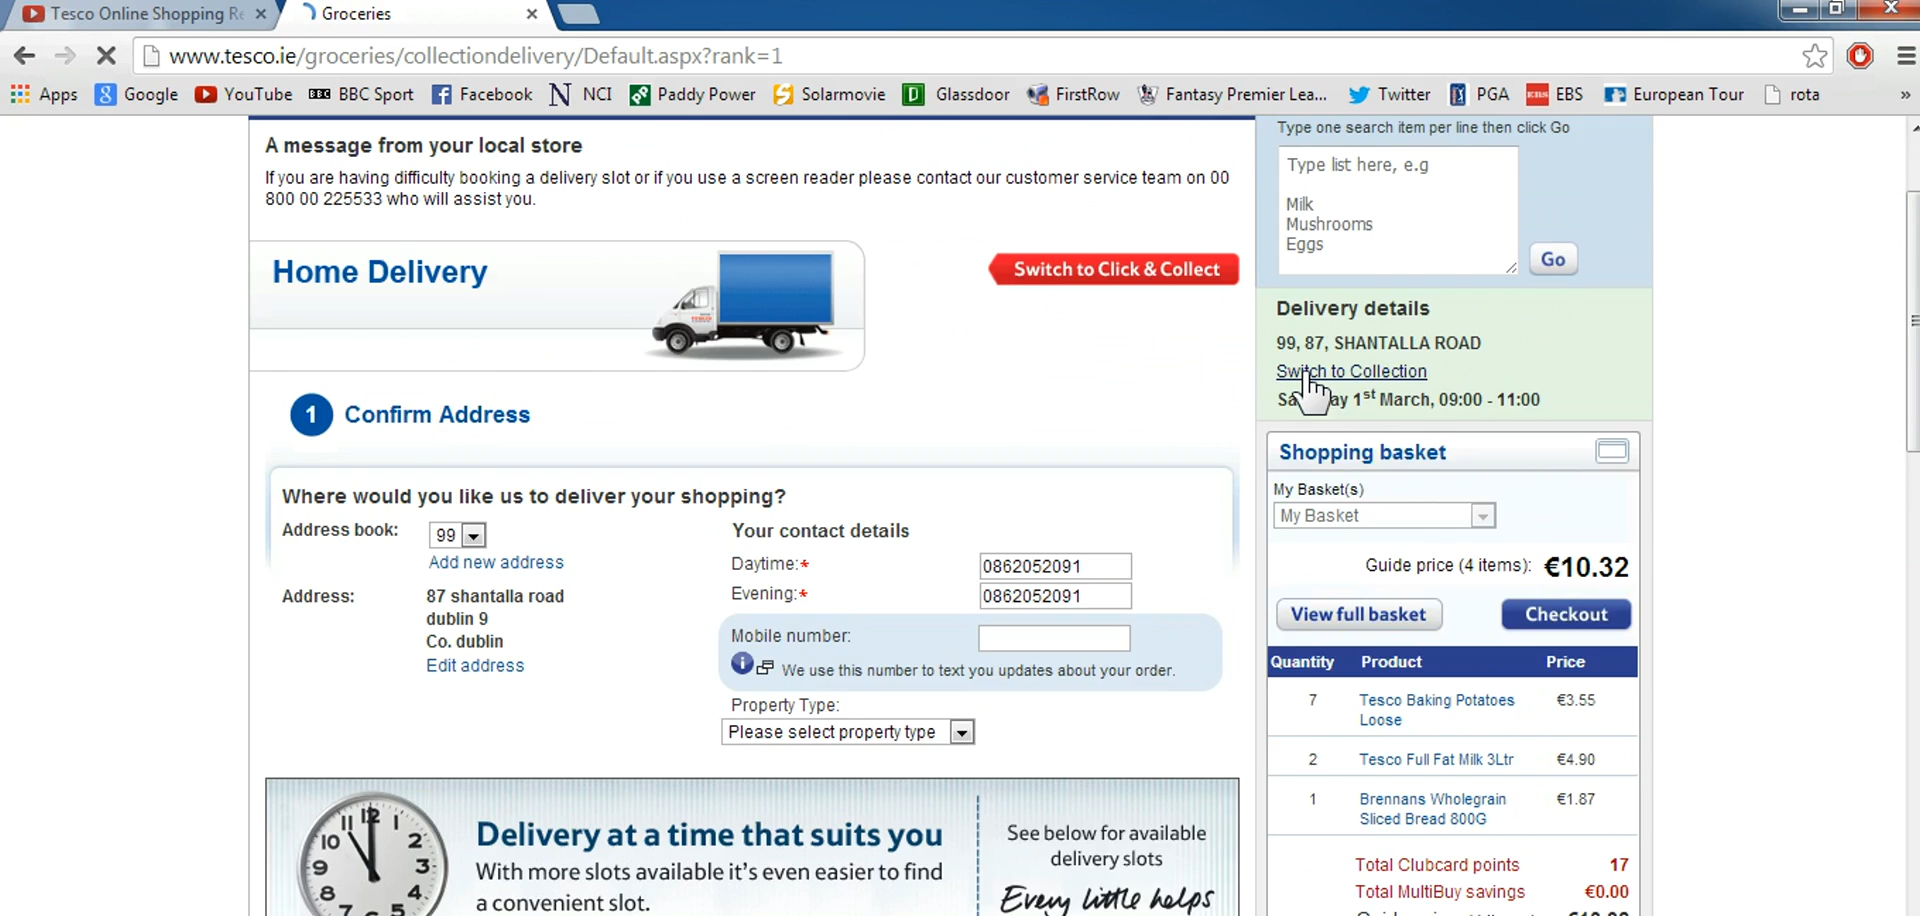 Tesco Online Shopping Re
Groceries
www.tesco.ie/groceries/collectiondelivery/Default.aspx?rank=1
Apps
Google
YouTube
BBC Sport
Facebook
NCI
Paddy Power
Solarmovie
Glassdoor
FirstRow
Fantasy Premier Lea...
Twitter
PGA
EBS
European Tour
rota
»
A message from your local store
If you are having difficulty booking a delivery slot or if you use a screen reader please contact our customer service team on 00
800 00 225533 who will assist you.
Home Delivery
Switch to Click & Collect
1 Confirm Address
Where would you like us to deliver your shopping?
Address book: 99
Add new address
Address: 87 shantalla road
dublin 9
Co. dublin
Edit address
Your contact details
Daytime:* 0862052091
Evening:* 0862052091
Mobile number:
We use this number to text you updates about your order.
Property Type:
Please select property type
12
1
2
3
4
5
7
8
9
10
11
Delivery at a time that suits you
With more slots available it's even easier to find
a convenient slot.
See below for available
delivery slots
Every little helps
Type one search item per line then click Go
Type list here, e.g
Milk
Mushrooms
Eggs
Go
Delivery details
99, 87, SHANTALLA ROAD
Switch to Collection
March, 09:00 - 11:00
Shopping basket
My Basket(s)
My Basket
Guide price (4 items): €10.32
View full basket
Checkout
Quantity Product Price
7 Tesco Baking Potatoes €3.55
Loose
2 Tesco Full Fat Milk 3Ltr €4.90
1 Brennans Wholegrain €1.87
Sliced Bread 800G
Total Clubcard points 17
Total MultiBuy savings €0.00